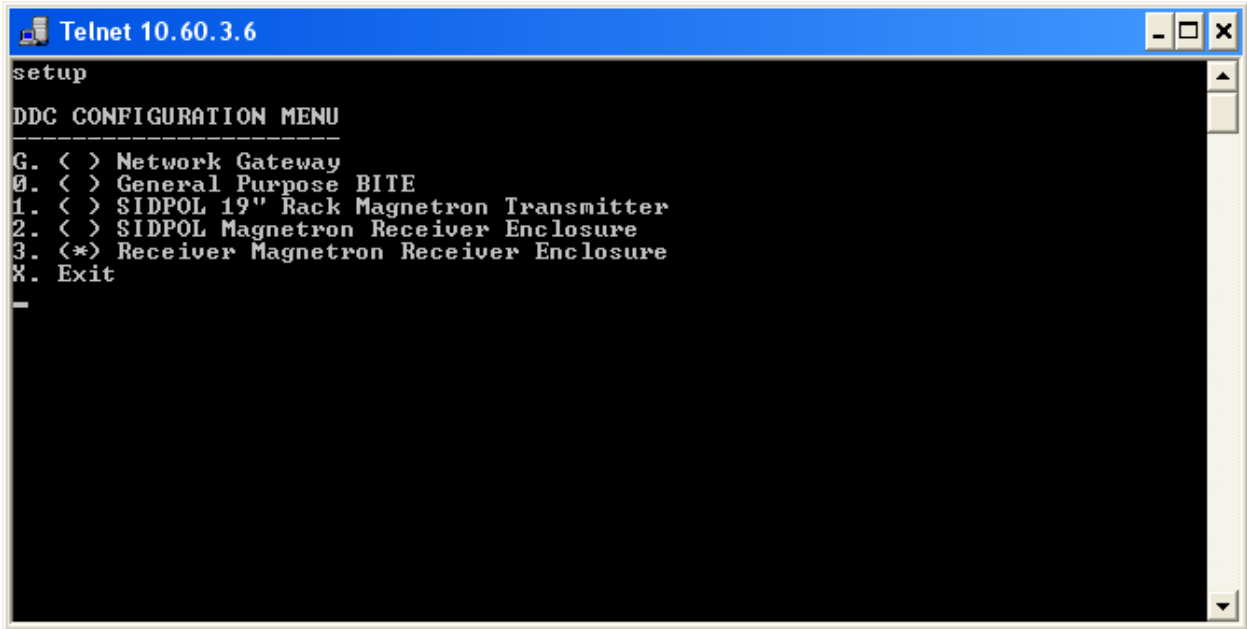 Telnet 10.60.3.6
setup
DDC CONFIGURATION MENU
----------------------
G. ( ) Network Gateway
0. ( ) General Purpose BITE
1. ( ) SIDPOL 19" Rack Magnetron Transmitter
2. ( ) SIDPOL Magnetron Receiver Enclosure
3. (*) Receiver Magnetron Receiver Enclosure
X. Exit